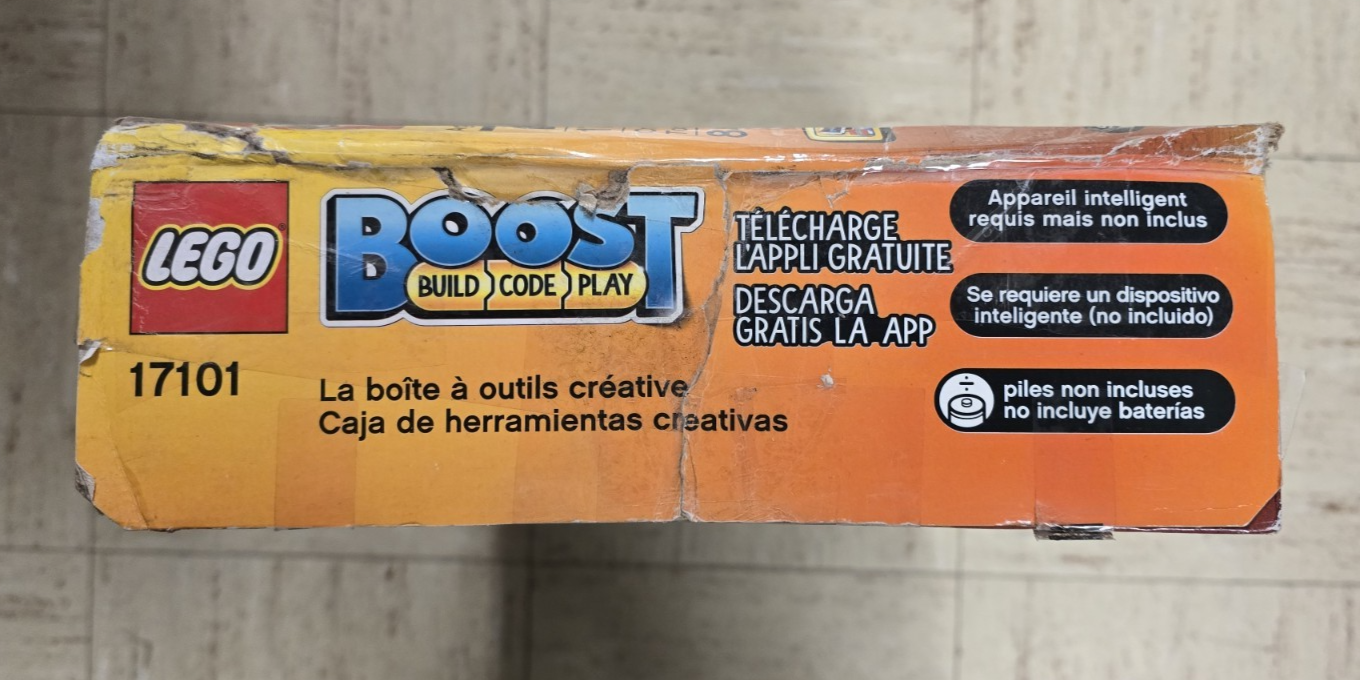 LEGO
BOOST
BUILD CODE PLAY
17101
La boîte à outils créative
Caja de herramientas creativas
TÉLÉCHARGE
L'APPLI GRATUITE
DESCARGA
GRATIS LA APP
Appareil intelligent
requis mais non inclus
Se requiere un dispositivo
inteligente (no incluido)
piles non incluses
no incluye baterías